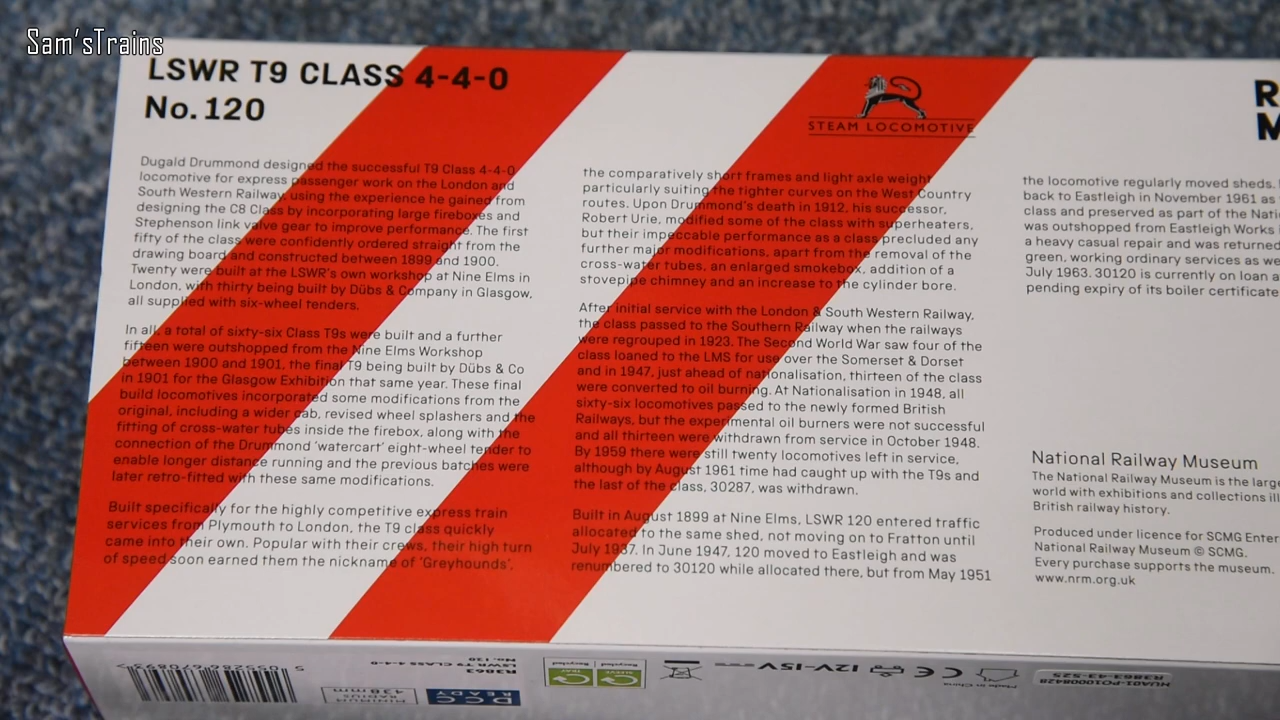 Sam'sTrains
LSWR T9 CLASS 4-4-0
No. 120
Dugald Drummond designed the successful T9 Class 4-4-0
locomotive for express passenger work on the London and
South Western Railway, using the experience he gained from
designing the C8 Class by incorporating large fireboxes and
Stephenson link valve gear to improve performance. The first
fifty of the class were confidently ordered straight from the
drawing board and constructed between 1899 and 1900.
Twenty were built at the LSWR's own workshop at Nine Elms in
London, with thirty being built by Dübs & Company in Glasgow,
all supplied with six-wheel tenders.
In all, a total of sixty-six Class T9s were built and a further
fifteen were outshopped from the Nine Elms Workshop
between 1900 and 1901, the final T9 being built by Dübs & Co
in 1901 for the Glasgow Exhibition that same year. These final
build locomotives incorporated some modifications from the
original, including a wider cab, revised wheel splashers and the
fitting of cross-water tubes inside the firebox, along with the
connection of the Drummond 'watercart' eight-wheel tender to
enable longer distance running and the previous batches were
later retro-fitted with these same modifications.
Built specifically for the highly competitive express train
services from Plymouth to London, the T9 class quickly
came into their own. Popular with their crews, their high turn
of speed soon earned them the nickname of 'Greyhounds'.
STEAM LOCOMOTIVE
the comparatively short frames and light axle weight
particularly suiting the tighter curves on the West Country
routes. Upon Drummond's death in 1912, his successor,
Robert Urie, modified some of the class with superheaters,
but their impeccable performance as a class precluded any
further major modifications, apart from the removal of the
cross-water tubes, an enlarged smokebox, addition of a
stovepipe chimney and an increase to the cylinder bore.
After initial service with the London & South Western Railway,
the class passed to the Southern Railway when the railways
were regrouped in 1923. The Second World War saw four of the
class loaned to the LMS for use over the Somerset & Dorset
and in 1947, just ahead of nationalisation, thirteen of the class
were converted to oil burning. At Nationalisation in 1948, all
sixty-six locomotives passed to the newly formed British
Railways, but the experimental oil burners were not successful
and all thirteen were withdrawn from service in October 1948.
By 1959 there were still twenty locomotives left in service,
although by August 1961 time had caught up with the T9s and
the last of the class, 30287, was withdrawn.
Built in August 1899 at Nine Elms, LSWR 120 entered traffic
allocated to the same shed, not moving on to Fratton until
July 1937. In June 1947, 120 moved to Eastleigh and was
renumbered to 30120 while allocated there, but from May 1951
R
M
the locomotive regularly moved sheds.
back to Eastleigh in November 1961 as
class and preserved as part of the Nati
was outshopped from Eastleigh Works
a heavy casual repair and was returned
green, working ordinary services as we
July 1963. 30120 is currently on loan a
pending expiry of its boiler certificate
National Railway Museum
The National Railway Museum is the large
world with exhibitions and collections ill
British railway history.
Produced under licence for SCMG Enter
National Railway Museum © SCMG.
Every purchase supports the museum.
www.nrm.org.uk
R3863
LSWR T9 CLASS 4-4-0
No. 120
DCC
READY
MINIMUM
RADIUS
438mm
12V-15V
CE
Made in China